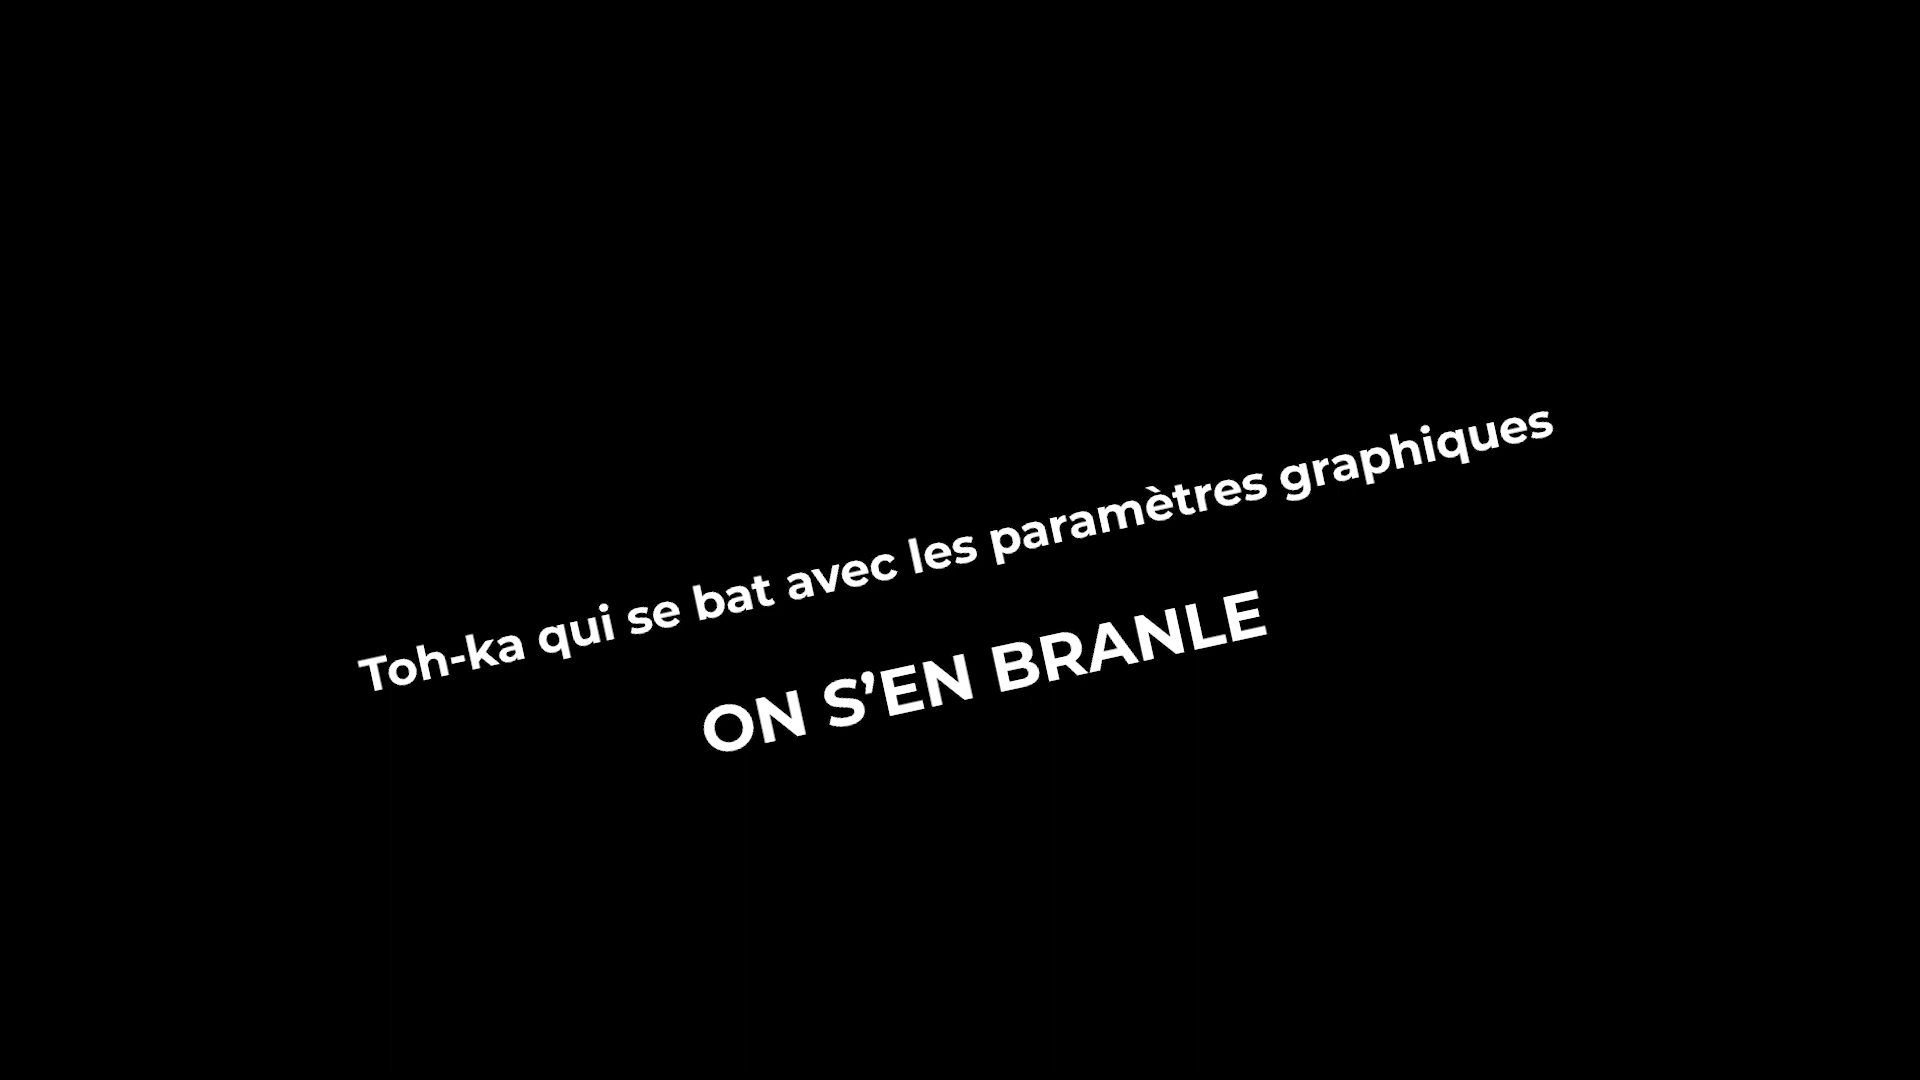 Toh-ka qui se bat avec les paramètres graphiques
ON S’EN BRANLE